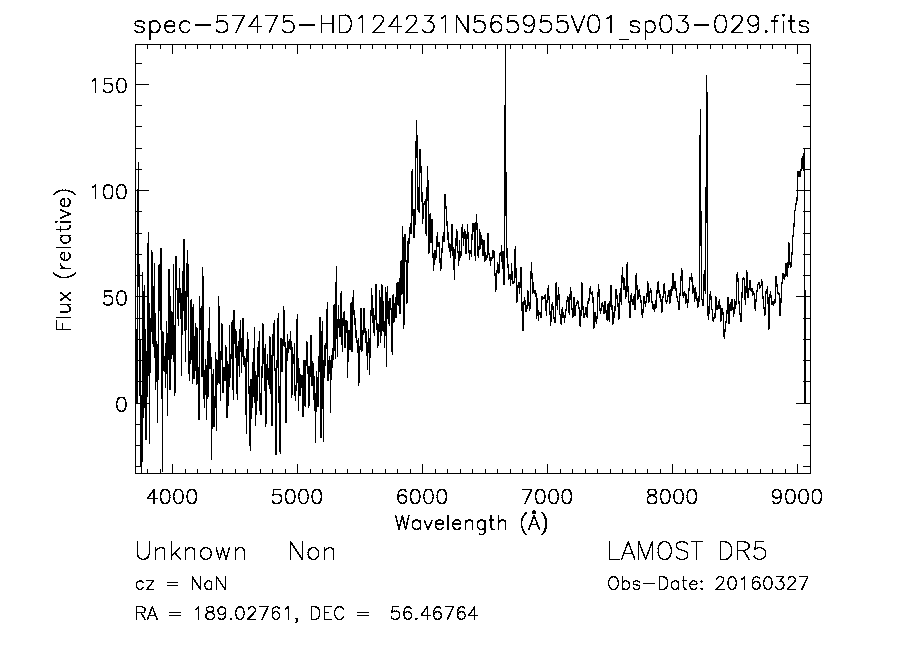 spec-57475-HD124231N565955V01_sp03-029.fits
150
100
50
0
Flux (relative)
4000 5000 6000 7000 8000 9000
Wavelength (Å)
Unknown Non LAMOST DR5
cz = NaN Obs-Date: 20160327
RA = 189.02761, DEC = 56.46764